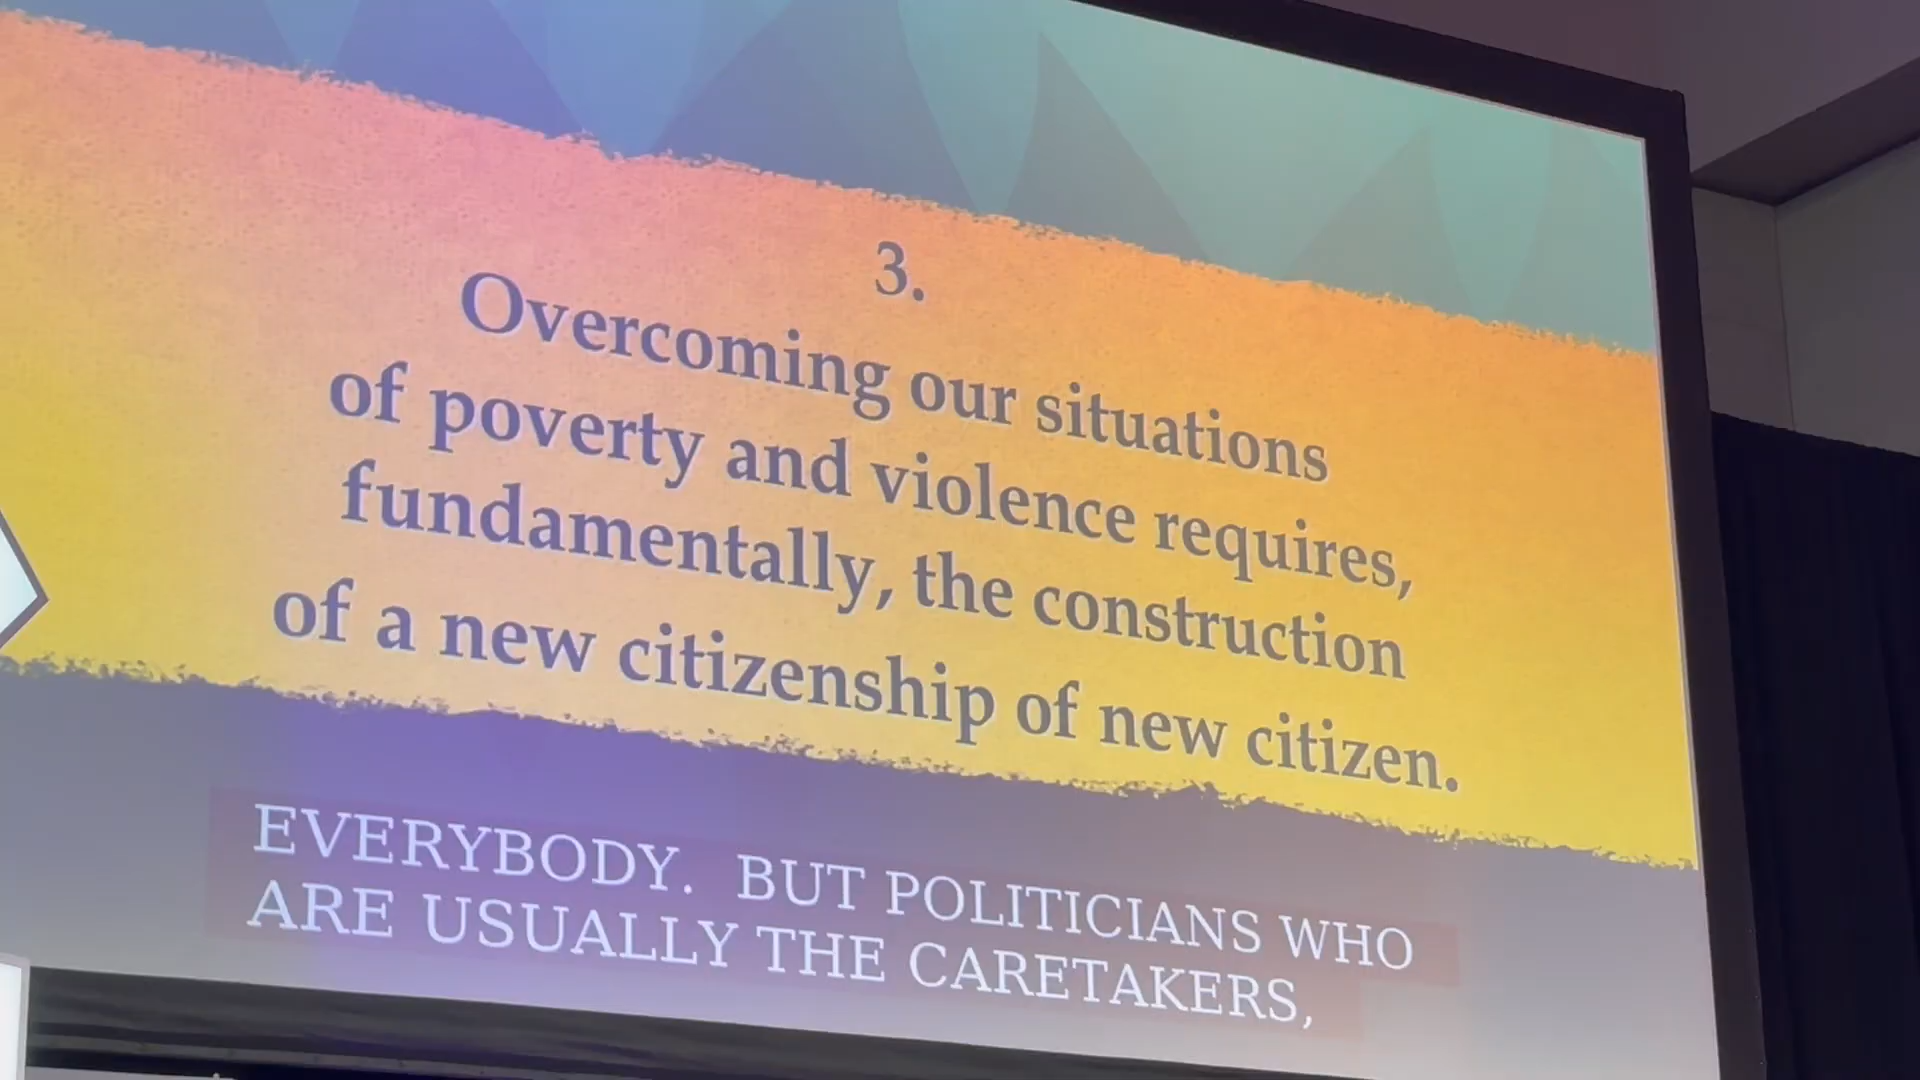 3.
Overcoming our situations
of poverty and violence requires,
fundamentally, the construction
of a new citizenship of new citizen.
EVERYBODY. BUT POLITICIANS WHO
ARE USUALLY THE CARETAKERS,